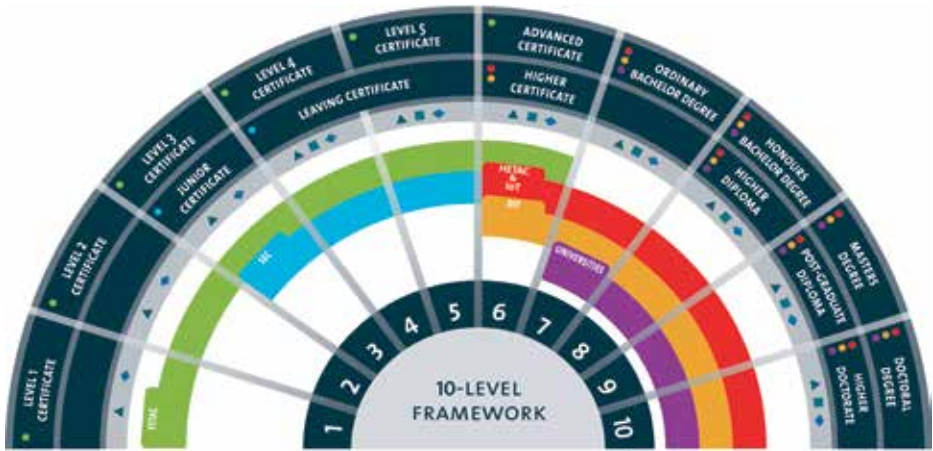 LEVEL 1
CERTIFICATE
LEVEL 2
CERTIFICATE
LEVEL 3
CERTIFICATE
JUNIOR
CERTIFICATE
LEVEL 4
CERTIFICATE
LEVEL 5
CERTIFICATE
LEAVING CERTIFICATE
ADVANCED
CERTIFICATE
HIGHER
CERTIFICATE
ORDINARY
BACHELOR DEGREE
HONOURS
BACHELOR DEGREE
HIGHER
DIPLOMA
MASTERS
DEGREE
POST-GRADUATE
DIPLOMA
DOCTORAL
DEGREE
HIGHER
DOCTORATE
FETAC
SEC
HETAC
&
IoT
DIT
UNIVERSITIES
1
2
3
4
5
6
7
8
9
10
10-LEVEL
FRAMEWORK